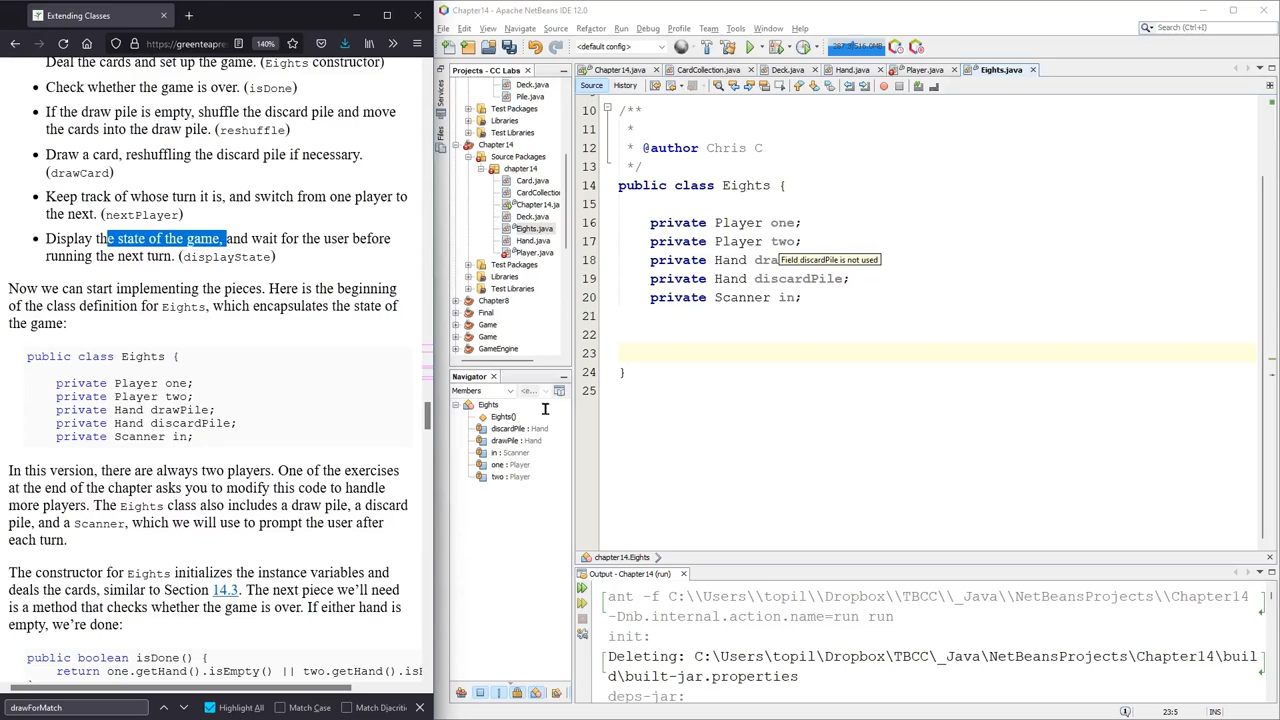 Extending Classes
https://greenteapre
140%
Deal the cards and set up the game. (Eights constructor)
• Check whether the game is over. (isDone)
• If the draw pile is empty, shuffle the discard pile and move
the cards into the draw pile. (reshuffle)
• Draw a card, reshuffling the discard pile if necessary.
(drawCard)
• Keep track of whose turn it is, and switch from one player to
the next. (nextPlayer)
• Display the state of the game, and wait for the user before
running the next turn. (displayState)
Now we can start implementing the pieces. Here is the beginning
of the class definition for Eights, which encapsulates the state of
the game:
public class Eights {
private Player one;
private Player two;
private Hand drawPile;
private Hand discardPile;
private Scanner in;
In this version, there are always two players. One of the exercises
at the end of the chapter asks you to modify this code to handle
more players. The Eights class also includes a draw pile, a discard
pile, and a Scanner, which we will use to prompt the user after
each turn.
The constructor for Eights initializes the instance variables and
deals the cards, similar to Section 14.3. The next piece we'll need
is a method that checks whether the game is over. If either hand is
empty, we're done:
public boolean isDone() {
return one.getHand().isEmpty() || two.getHand().isE
drawForMatch
Highlight All
Match Case
Match Diacritics
Chapter14 - Apache NetBeans IDE 12.0
File Edit View Navigate Source Refactor Run Debug Profile Team Tools Window Help
Search (Ctrl+I)
<default config>
Projects - CC Labs
Services
Files
Deck.java
Pile.java
Test Packages
Libraries
Test Libraries
Chapter14
Source Packages
chapter14
Card.java
CardCollection
Chapter14.ja
Deck.java
Eights.java
Hand.java
Player.java
Test Packages
Libraries
Test Libraries
Chapter8
Final
Game
Game
GameEngine
Navigator
Members
<e...
Eights
Eights()
discardPile : Hand
drawPile : Hand
in : Scanner
one : Player
two : Player
Chapter14.java
CardCollection.java
Deck.java
Hand.java
Player.java
Eights.java
Source
History
10 /**
11 *
12 * @author Chris C
13 */
14 public class Eights {
15
16 private Player one;
17 private Player two;
18 private Hand dra
Field discardPile is not used
19 private Hand discardPile;
20 private Scanner in;
21
22
23
24 }
25
chapter14.Eights
Output - Chapter14 (run)
ant -f C:\\Users\\topil\\Dropbox\\TBCC\\_Java\\NetBeansProjects\\Chapter14
-Dnb.internal.action.name=run run
init:
Deleting: C:\Users\topil\Dropbox\TBCC\_Java\NetBeansProjects\Chapter14\buil
d\built-jar.properties
deps-jar:
23:5
INS